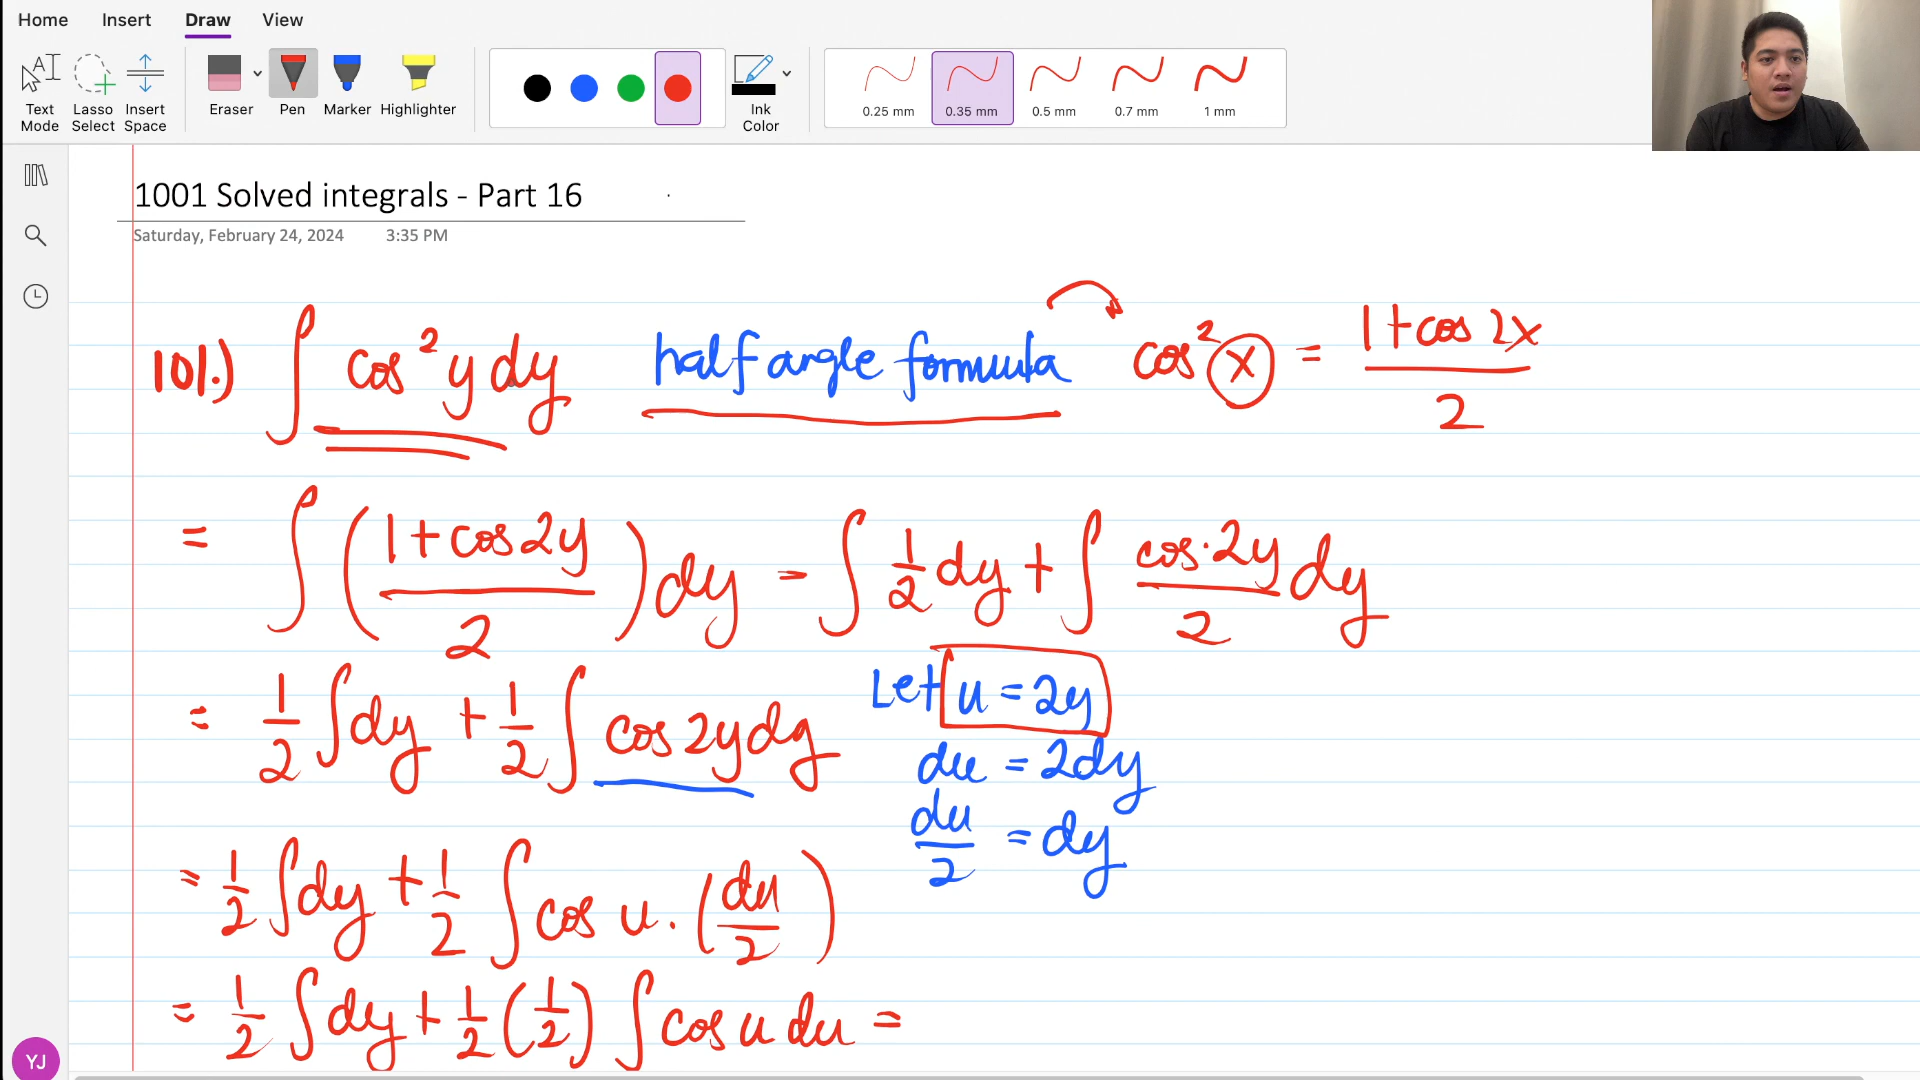 Home Insert Draw View
Text Mode Lasso Select Insert Space Eraser Pen Marker Highlighter Ink Color 0.25 mm 0.35 mm 0.5 mm 0.7 mm 1 mm
1001 Solved integrals - Part 16
Saturday, February 24, 2024 3:35 PM
101.) ∫ cos²y dy half angle formula cos²x = (1 + cos 2x)/2
= ∫ ((1 + cos 2y)/2) dy = ∫ 1/2 dy + ∫ (cos 2y)/2 dy
= 1/2 ∫ dy + 1/2 ∫ cos 2y dy
Let u = 2y
du = 2dy
du/2 = dy
= 1/2 ∫ dy + 1/2 ∫ cos u · (du/2)
= 1/2 ∫ dy + 1/2 (1/2) ∫ cos u du =
YJ